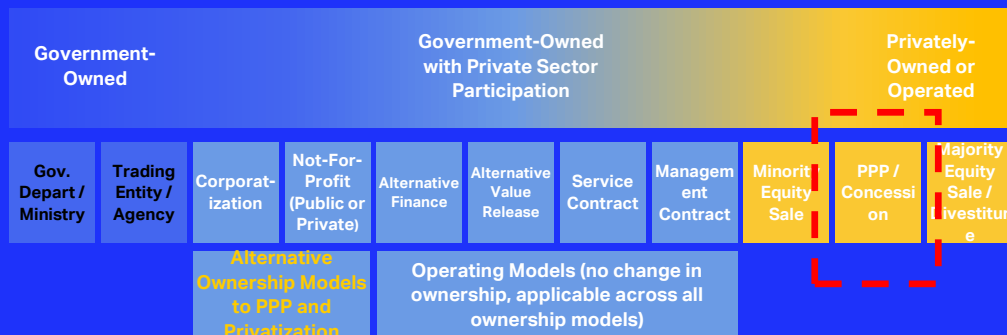 Government-
Owned
Government-Owned
with Private Sector
Participation
Privately-
Owned or
Operated
Gov.
Depart /
Ministry
Trading
Entity /
Agency
Corporat-
ization
Not-For-
Profit
(Public or
Private)
Alternative
Finance
Alternative
Value
Release
Service
Contract
Managem
ent
Contract
Minority
Equity
Sale
PPP /
Concessi
on
Majority
Equity
Sale /
Divestitur
e
Alternative
Ownership Models
to PPP and
Privatization
Operating Models (no change in
ownership, applicable across all
ownership models)